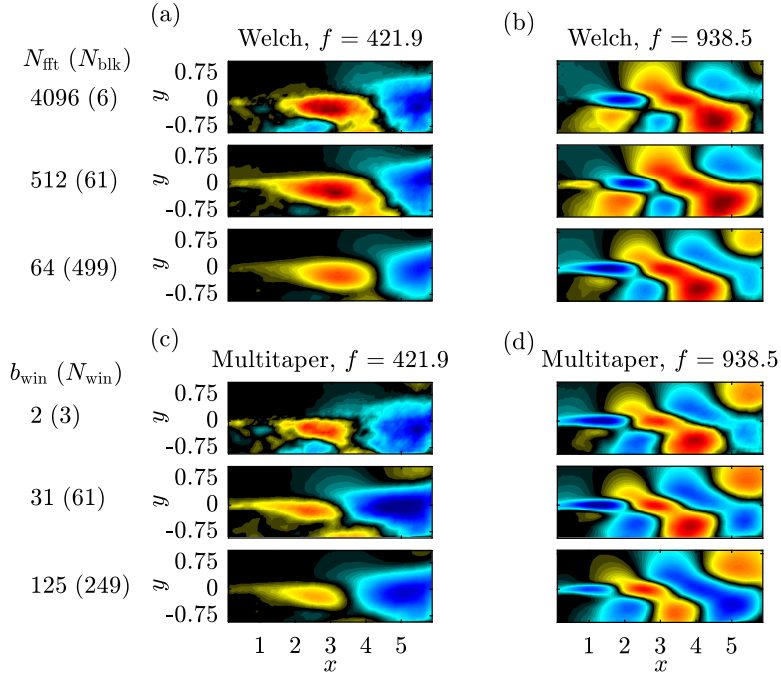 (a)
(b)
Welch, f = 421.9
Welch, f = 938.5
N_fft (N_blk)
4096 (6)
0.75
0
-0.75
y
512 (61)
0.75
0
-0.75
y
64 (499)
0.75
0
-0.75
y
(c)
(d)
Multitaper, f = 421.9
Multitaper, f = 938.5
b_win (N_win)
2 (3)
0.75
0
-0.75
y
31 (61)
0.75
0
-0.75
y
125 (249)
0.75
0
-0.75
y
1 2 3 4 5
x
1 2 3 4 5
x